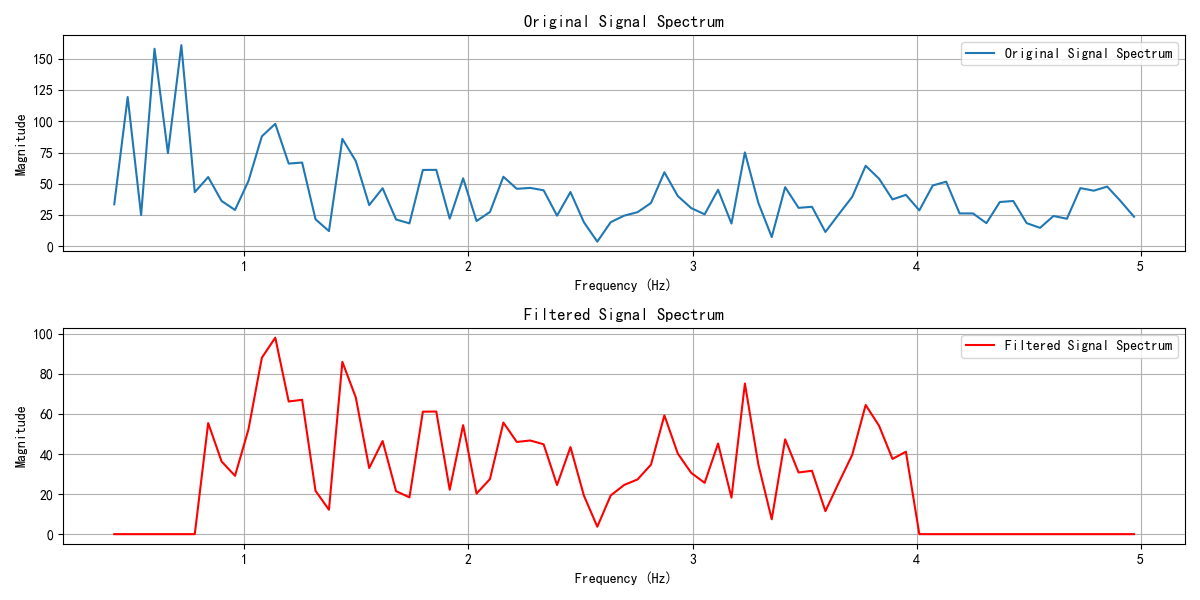 Original Signal Spectrum
Original Signal Spectrum
Magnitude
150
125
100
75
50
25
0
1 2 3 4 5
Frequency (Hz)
Filtered Signal Spectrum
Filtered Signal Spectrum
Magnitude
100
80
60
40
20
0
1 2 3 4 5
Frequency (Hz)